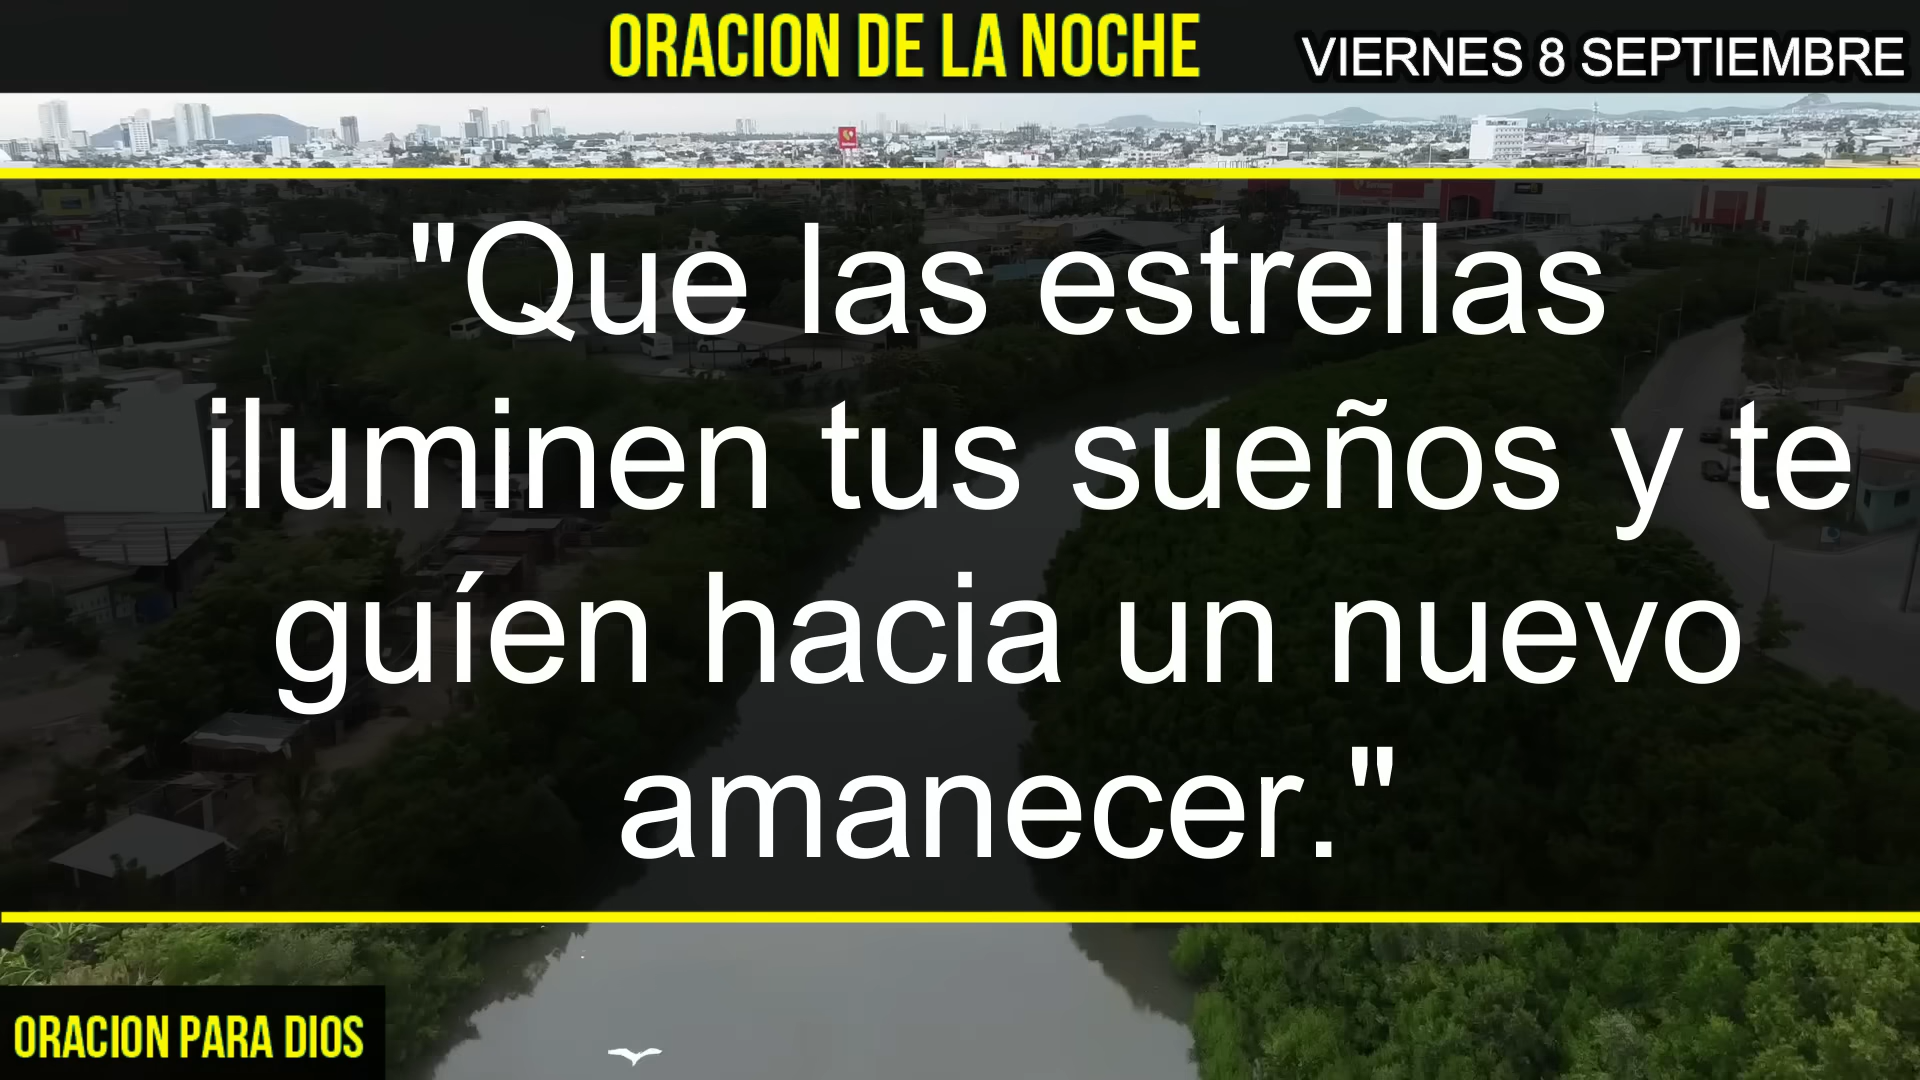 ORACION DE LA NOCHE
VIERNES 8 SEPTIEMBRE
"Que las estrellas
iluminen tus sueños y te
guíen hacia un nuevo
amanecer."
ORACION PARA DIOS